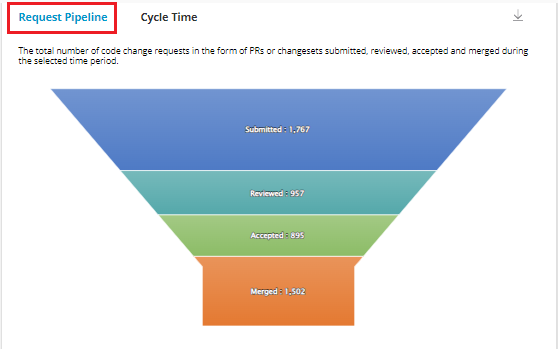 Request Pipeline Cycle Time
The total number of code change requests in the form of PRs or changesets submitted, reviewed, accepted and merged during
the selected time period.
Submitted : 1,767
Reviewed : 957
Accepted : 895
Merged : 1,502